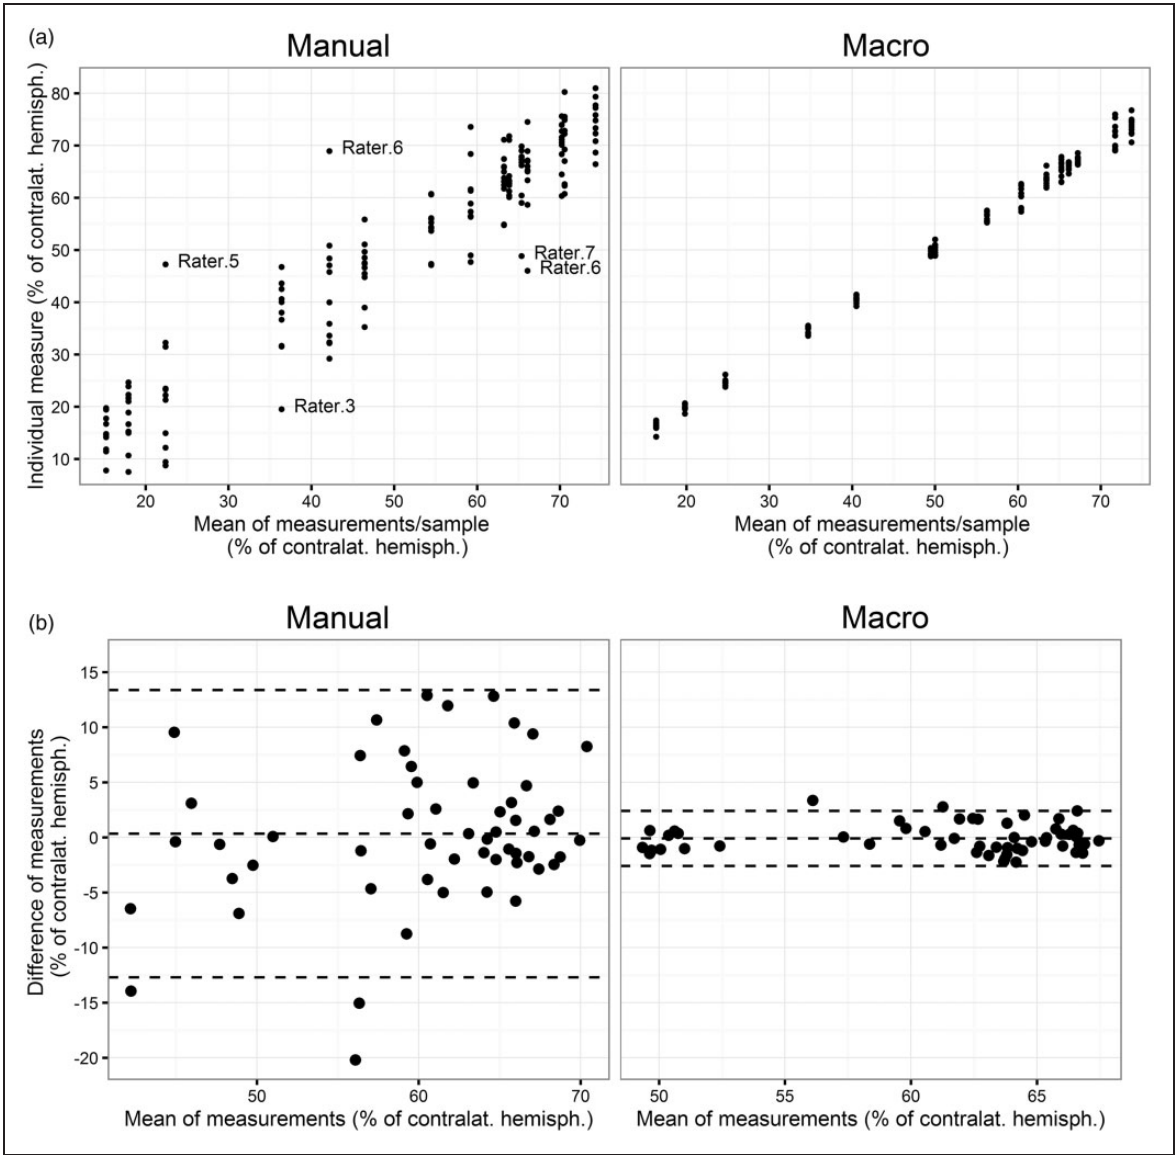 (a)
Manual
Macro
Individual measure (% of contralat. hemisph.)
80
70
60
50
40
30
20
10
Rater.6
Rater.5
Rater.7
Rater.6
Rater.3
20 30 40 50 60 70
20 30 40 50 60 70
Mean of measurements/sample
(% of contralat. hemisph.)
Mean of measurements/sample
(% of contralat. hemisph.)
(b)
Manual
Macro
Difference of measurements
(% of contralat. hemisph.)
15
10
5
0
-5
-10
-15
-20
50 60 70
50 55 60 65
Mean of measurements (% of contralat. hemisph.)
Mean of measurements (% of contralat. hemisph.)